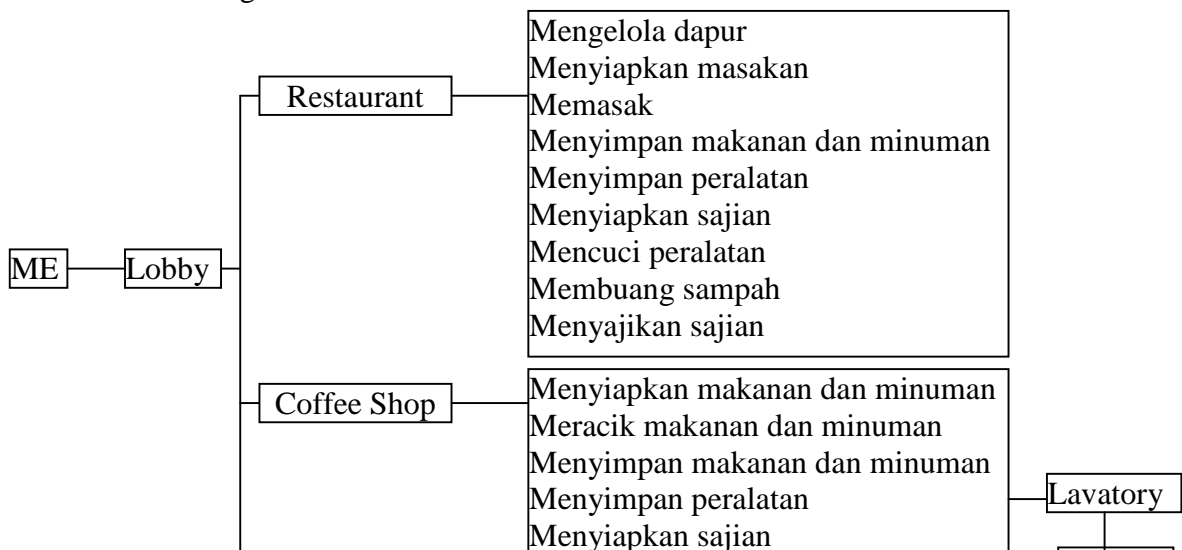 Mengelola dapur
Menyiapkan masakan
Memasak
Menyimpan makanan dan minuman
Menyimpan peralatan
Menyiapkan sajian
Mencuci peralatan
Membuang sampah
Menyajikan sajian
Restaurant
ME
Lobby
Coffee Shop
Menyiapkan makanan dan minuman
Meracik makanan dan minuman
Menyimpan makanan dan minuman
Menyimpan peralatan
Menyiapkan sajian
Lavatory